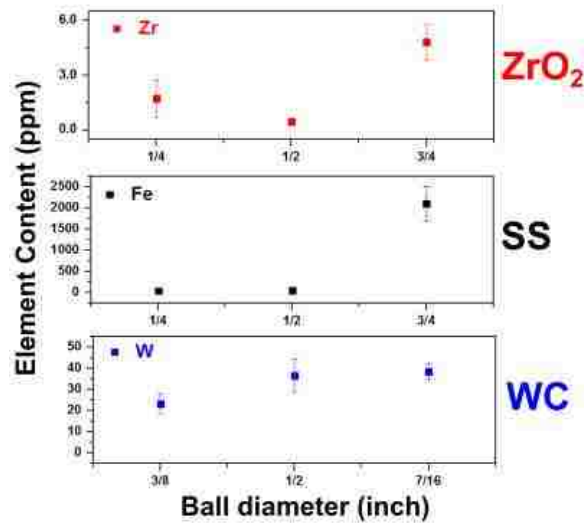 Element Content (ppm)
6.0
Zr
3.0
0.0
1/4 1/2 3/4
ZrO2
2500
Fe
2000
1500
1000
500
0
1/4 1/2 3/4
SS
50
W
40
30
20
10
0
3/8 1/2 7/16
WC
Ball diameter (inch)